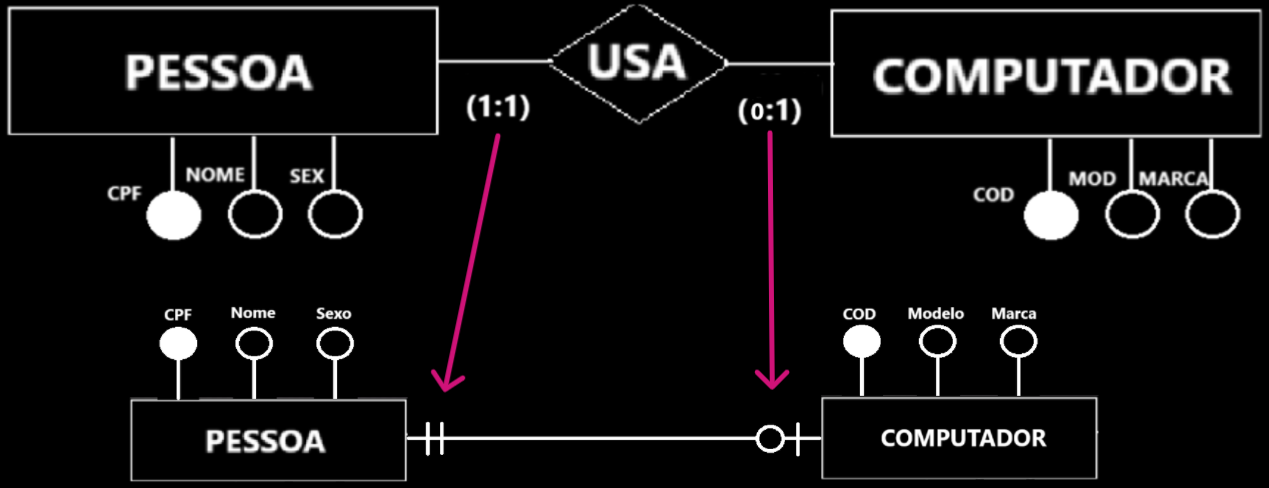 PESSOA
USA
COMPUTADOR
(1:1)
(0:1)
CPF
NOME
SEX
COD
MOD
MARCA
CPF
Nome
Sexo
COD
Modelo
Marca
PESSOA
COMPUTADOR